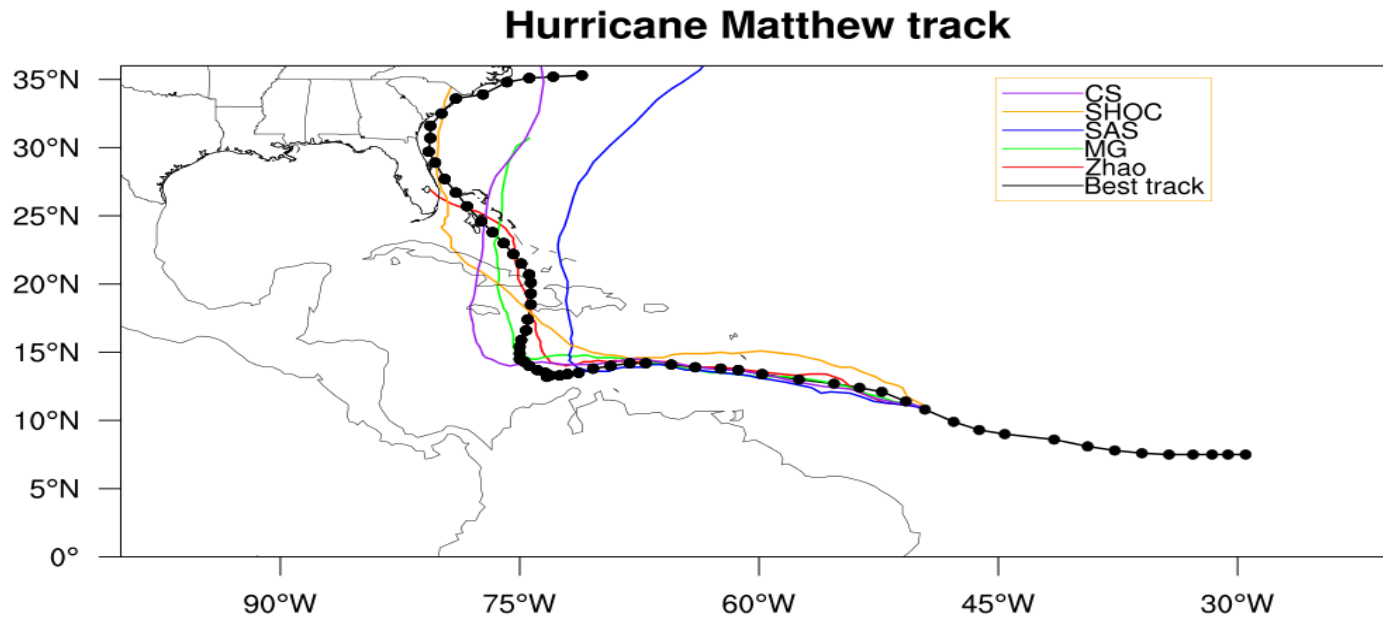 Hurricane Matthew track
35°N
30°N
25°N
20°N
15°N
10°N
5°N
0°
90°W
75°W
60°W
45°W
30°W
CS
SHOC
SAS
MG
Zhao
Best track